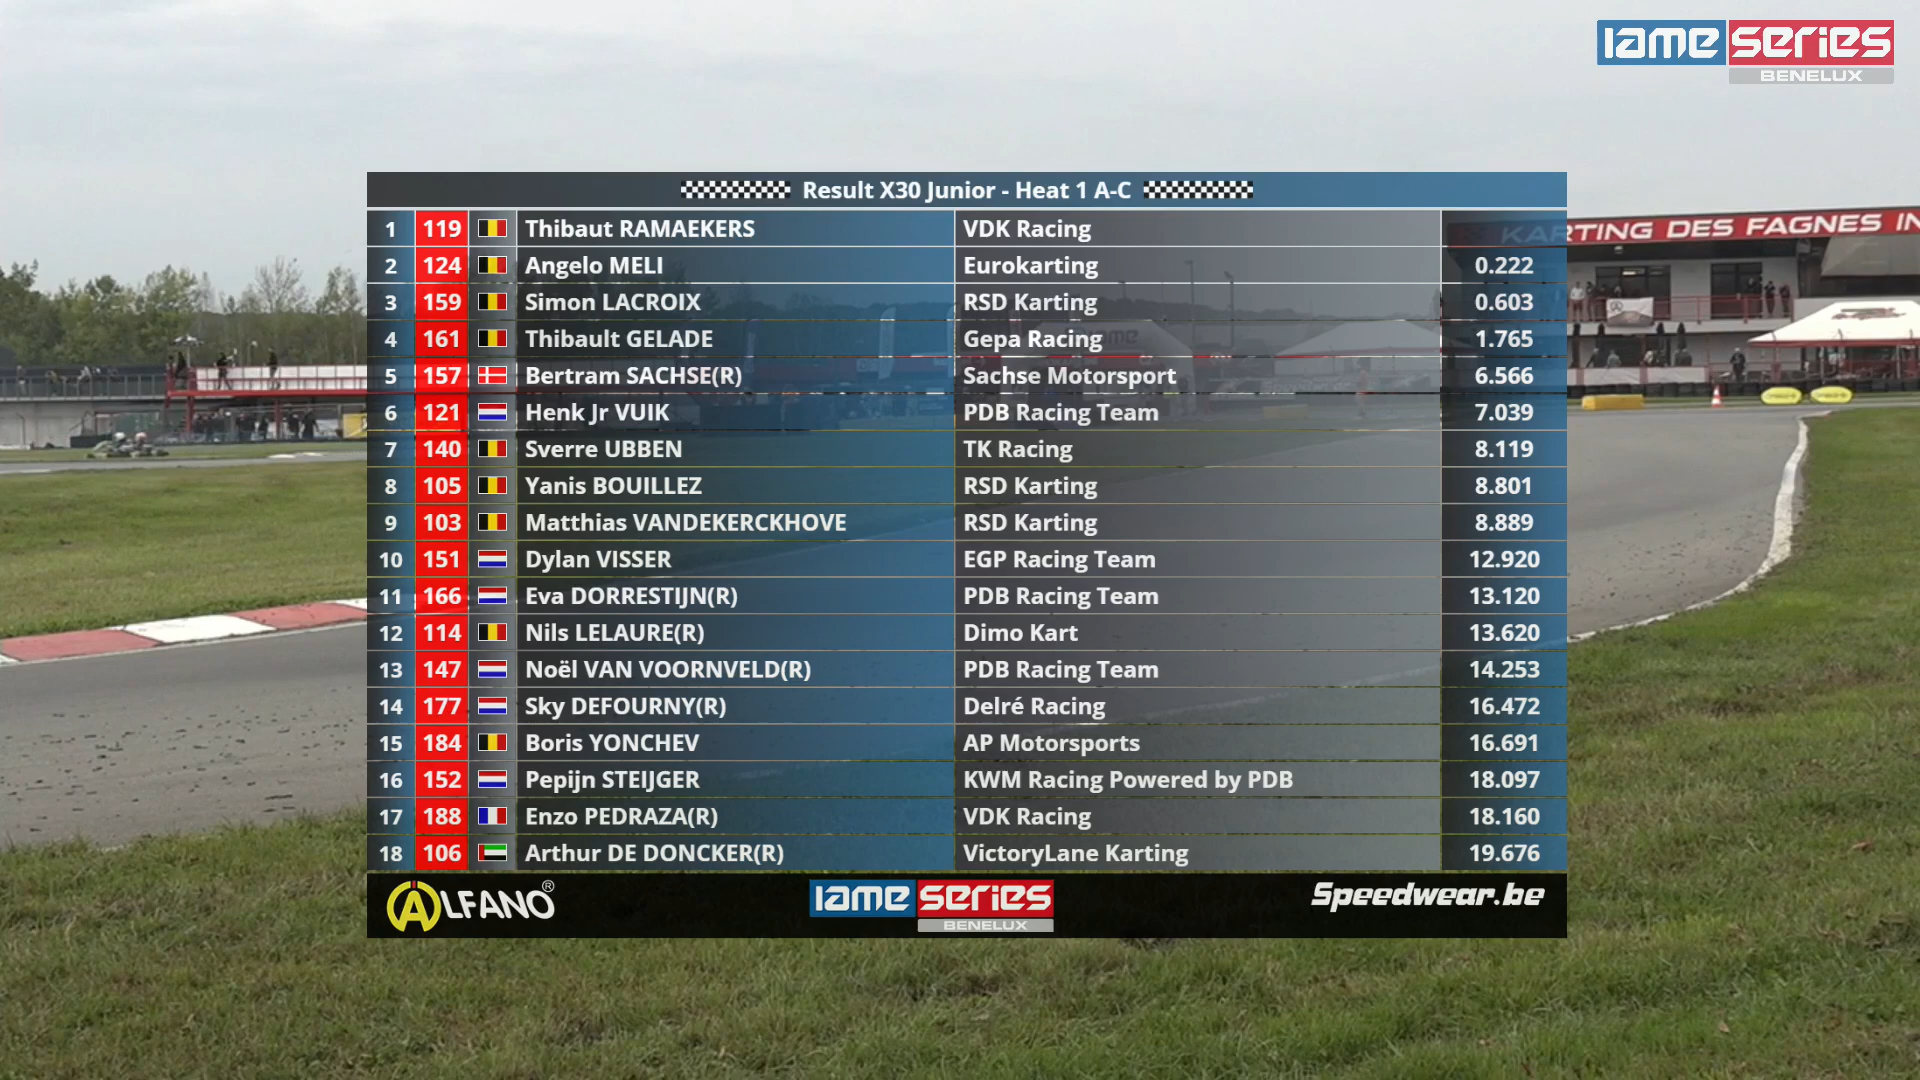 Iame series
BENELUX
Result X30 Junior - Heat 1 A-C
1 119 Thibaut RAMAEKERS VDK Racing
2 124 Angelo MELI Eurokarting 0.222
3 159 Simon LACROIX RSD Karting 0.603
4 161 Thibault GELADE Gepa Racing 1.765
5 157 Bertram SACHSE(R) Sachse Motorsport 6.566
6 121 Henk Jr VUIK PDB Racing Team 7.039
7 140 Sverre UBBEN TK Racing 8.119
8 105 Yanis BOUILLEZ RSD Karting 8.801
9 103 Matthias VANDEKERCKHOVE RSD Karting 8.889
10 151 Dylan VISSER EGP Racing Team 12.920
11 166 Eva DORRESTIJN(R) PDB Racing Team 13.120
12 114 Nils LELAURE(R) Dimo Kart 13.620
13 147 Noël VAN VOORNVELD(R) PDB Racing Team 14.253
14 177 Sky DEFOURNY(R) Delré Racing 16.472
15 184 Boris YONCHEV AP Motorsports 16.691
16 152 Pepijn STEIJGER KWM Racing Powered by PDB 18.097
17 188 Enzo PEDRAZA(R) VDK Racing 18.160
18 106 Arthur DE DONCKER(R) VictoryLane Karting 19.676
KARTING DES FAGNES IN
ALFANO®
Iame series
BENELUX
Speedwear.be